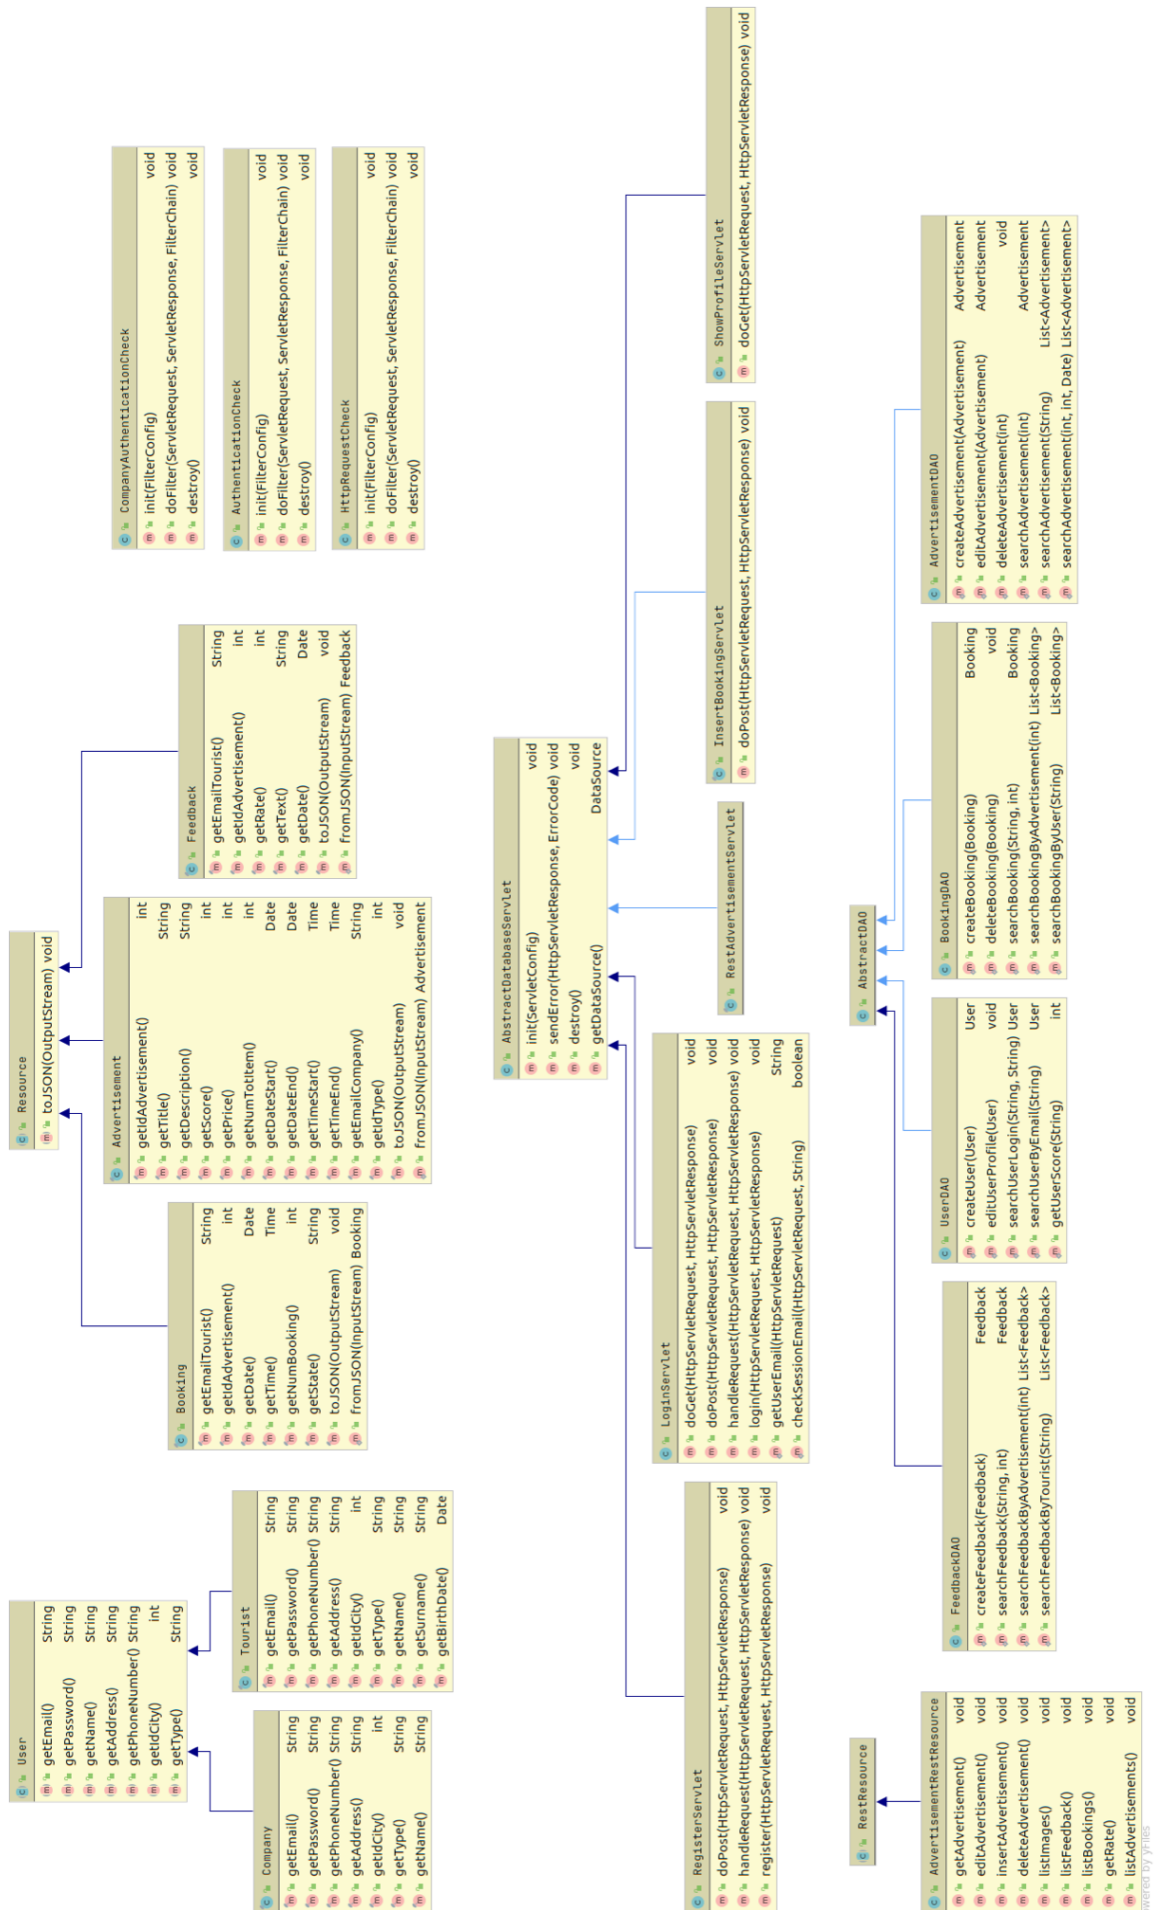 User
getEmail() String
getPassword() String
getName() String
getAddress() String
getPhoneNumber() String
getIdCity() int
getType() String
Company
getEmail() String
getPassword() String
getPhoneNumber() String
getAddress() String
getIdCity() int
getType() String
getName() String
Tourist
getEmail() String
getPassword() String
getPhoneNumber() String
getAddress() String
getIdCity() int
getType() String
getName() String
getSurname() String
getBirthDate() Date
Resource
toJSON(OutputStream) void
Booking
getEmailTourist() String
getIdAdvertisement() int
getDate() Date
getTime() Time
getNumBooking() int
getState() String
toJSON(OutputStream) void
fromJSON(InputStream) Booking
Advertisement
getIdAdvertisement() int
getTitle() String
getDescription() String
getScore() int
getPrice() int
getNumTotItem() int
getDateStart() Date
getDateEnd() Date
getTimeStart() Time
getTimeEnd() Time
getEmailCompany() String
getIdType() int
toJSON(OutputStream) void
fromJSON(InputStream) Advertisement
Feedback
getEmailTourist() String
getIdAdvertisement() int
getRate() int
getText() String
getDate() Date
toJSON(OutputStream) void
fromJSON(InputStream) Feedback
CompanyAuthenticationCheck
init(FilterConfig) void
doFilter(ServletRequest, ServletResponse, FilterChain) void
destroy() void
AuthenticationCheck
init(FilterConfig) void
doFilter(ServletRequest, ServletResponse, FilterChain) void
destroy() void
HttpRequestCheck
init(FilterConfig) void
doFilter(ServletRequest, ServletResponse, FilterChain) void
destroy() void
AbstractDatabaseServlet
init(ServletConfig) void
sendError(HttpServletResponse, ErrorCode) void
destroy() void
getDataSource() DataSource
RegisterServlet
doPost(HttpServletRequest, HttpServletResponse) void
handleRequest(HttpServletRequest, HttpServletResponse) void
register(HttpServletRequest, HttpServletResponse) void
LoginServlet
doGet(HttpServletRequest, HttpServletResponse) void
doPost(HttpServletRequest, HttpServletResponse) void
handleRequest(HttpServletRequest, HttpServletResponse) void
login(HttpServletRequest, HttpServletResponse) void
getUserEmail(HttpServletRequest) String
checkSessionEmail(HttpServletRequest, String) boolean
RestAdvertisementServlet
InsertBookingServlet
doPost(HttpServletRequest, HttpServletResponse) void
ShowProfileServlet
doGet(HttpServletRequest, HttpServletResponse) void
RestResource
AdvertisementRestResource
getAdvertisement() void
editAdvertisement() void
insertAdvertisement() void
deleteAdvertisement() void
listImages() void
listFeedback() void
listBookings() void
getRate() void
listAdvertisements() void
AbstractDAO
FeedbackDAO
createFeedback(Feedback) Feedback
searchFeedback(String, int) Feedback
searchFeedbackByAdvertisement(int) List<Feedback>
searchFeedbackByTourist(String) List<Feedback>
UserDAO
createUser(User) User
editUserProfile(User) void
searchUserLogin(String, String) User
searchUserByEmail(String) User
getUserScore(String) int
BookingDAO
createBooking(Booking) Booking
deleteBooking(Booking) void
searchBooking(String, int) Booking
searchBookingByAdvertisement(int) List<Booking>
searchBookingByUser(String) List<Booking>
AdvertisementDAO
createAdvertisement(Advertisement) Advertisement
editAdvertisement(Advertisement) Advertisement
deleteAdvertisement(int) void
searchAdvertisement(int) Advertisement
searchAdvertisement(String) List<Advertisement>
searchAdvertisement(int, int, Date) List<Advertisement>
wered by yFiles